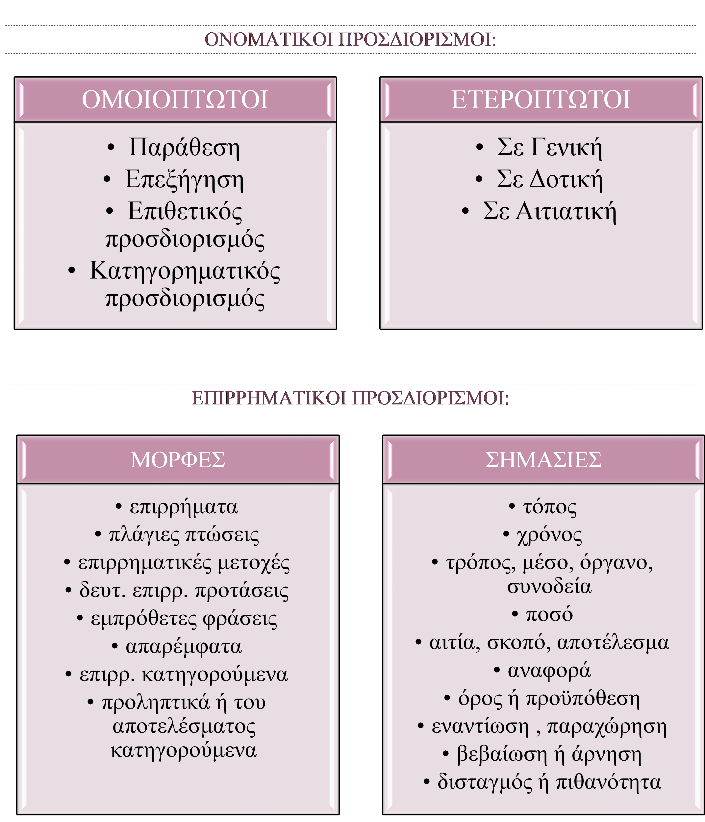 ΟΝΟΜΑΤΙΚΟΙ ΠΡΟΣΔΙΟΡΙΣΜΟΙ:
ΟΜΟΙΟΠΤΩΤΟΙ
• Παράθεση
• Επεξήγηση
• Επιθετικός
προσδιορισμός
• Κατηγορηματικός
προσδιορισμός
ΕΤΕΡΟΠΤΩΤΟΙ
• Σε Γενική
• Σε Δοτική
• Σε Αιτιατική
ΕΠΙΡΡΗΜΑΤΙΚΟΙ ΠΡΟΣΔΙΟΡΙΣΜΟΙ:
ΜΟΡΦΕΣ
• επιρρήματα
• πλάγιες πτώσεις
• επιρρηματικές μετοχές
• δευτ. επιρρ. προτάσεις
• εμπρόθετες φράσεις
• απαρέμφατα
• επιρρ. κατηγορούμενα
• προληπτικά ή του
αποτελέσματος
κατηγορούμενα
ΣΗΜΑΣΙΕΣ
• τόπος
• χρόνος
• τρόπος, μέσο, όργανο,
συνοδεία
• ποσό
• αιτία, σκοπό, αποτέλεσμα
• αναφορά
• όρος ή προϋπόθεση
• εναντίωση , παραχώρηση
• βεβαίωση ή άρνηση
• δισταγμός ή πιθανότητα